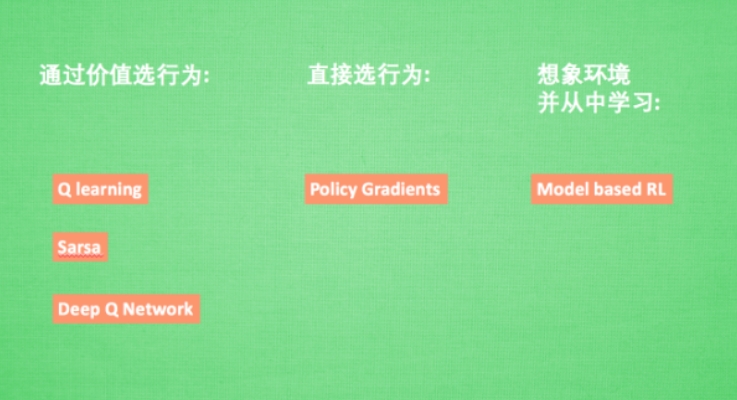 通过价值选行为:
直接选行为:
想象环境
并从中学习:
Q learning
Policy Gradients
Model based RL
Sarsa
Deep Q Network